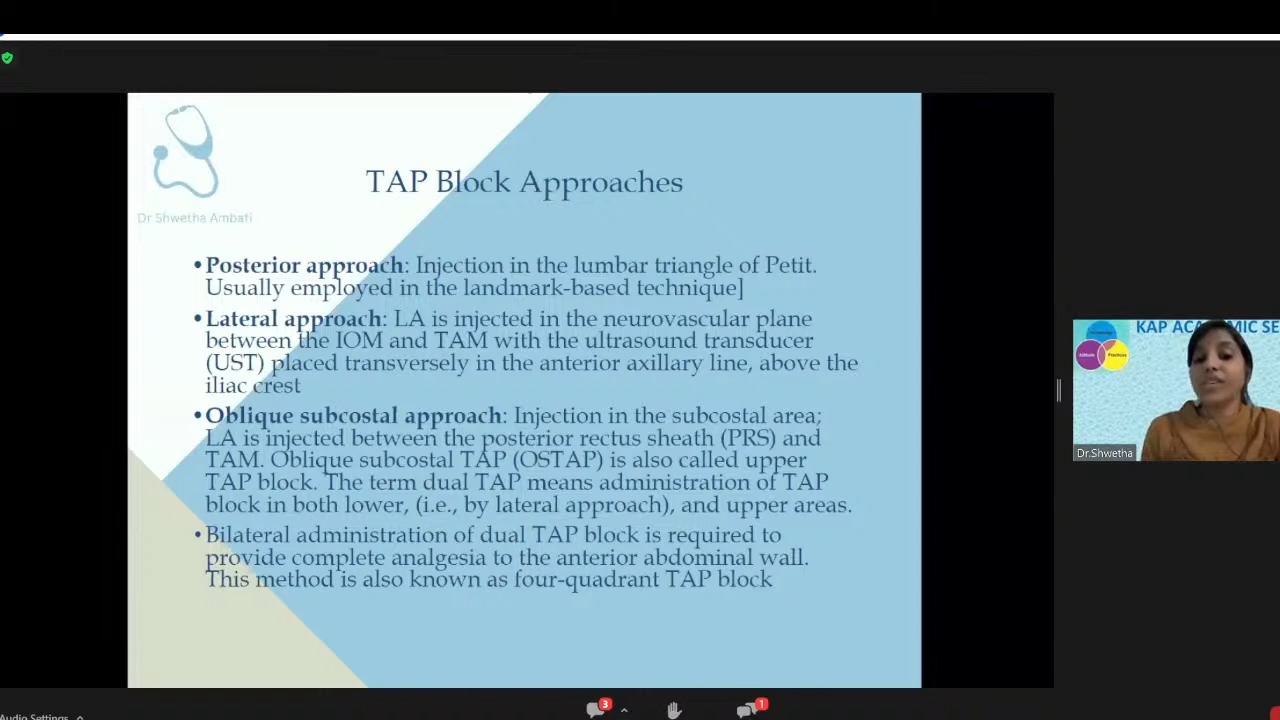 KAP ACADEMIC SE
Attitude
Practices
Dr Shwetha Ambati
TAP Block Approaches
•Posterior approach: Injection in the lumbar triangle of Petit.
Usually employed in the landmark-based technique]
•Lateral approach: LA is injected in the neurovascular plane
between the IOM and TAM with the ultrasound transducer
(UST) placed transversely in the anterior axillary line, above the
iliac crest
•Oblique subcostal approach: Injection in the subcostal area;
LA is injected between the posterior rectus sheath (PRS) and
TAM. Oblique subcostal TAP (OSTAP) is also called upper
TAP block. The term dual TAP means administration of TAP
block in both lower, (i.e., by lateral approach), and upper areas.
•Bilateral administration of dual TAP block is required to
provide complete analgesia to the anterior abdominal wall.
This method is also known as four-quadrant TAP block
Dr.Shwetha
3
1
Audio Settings